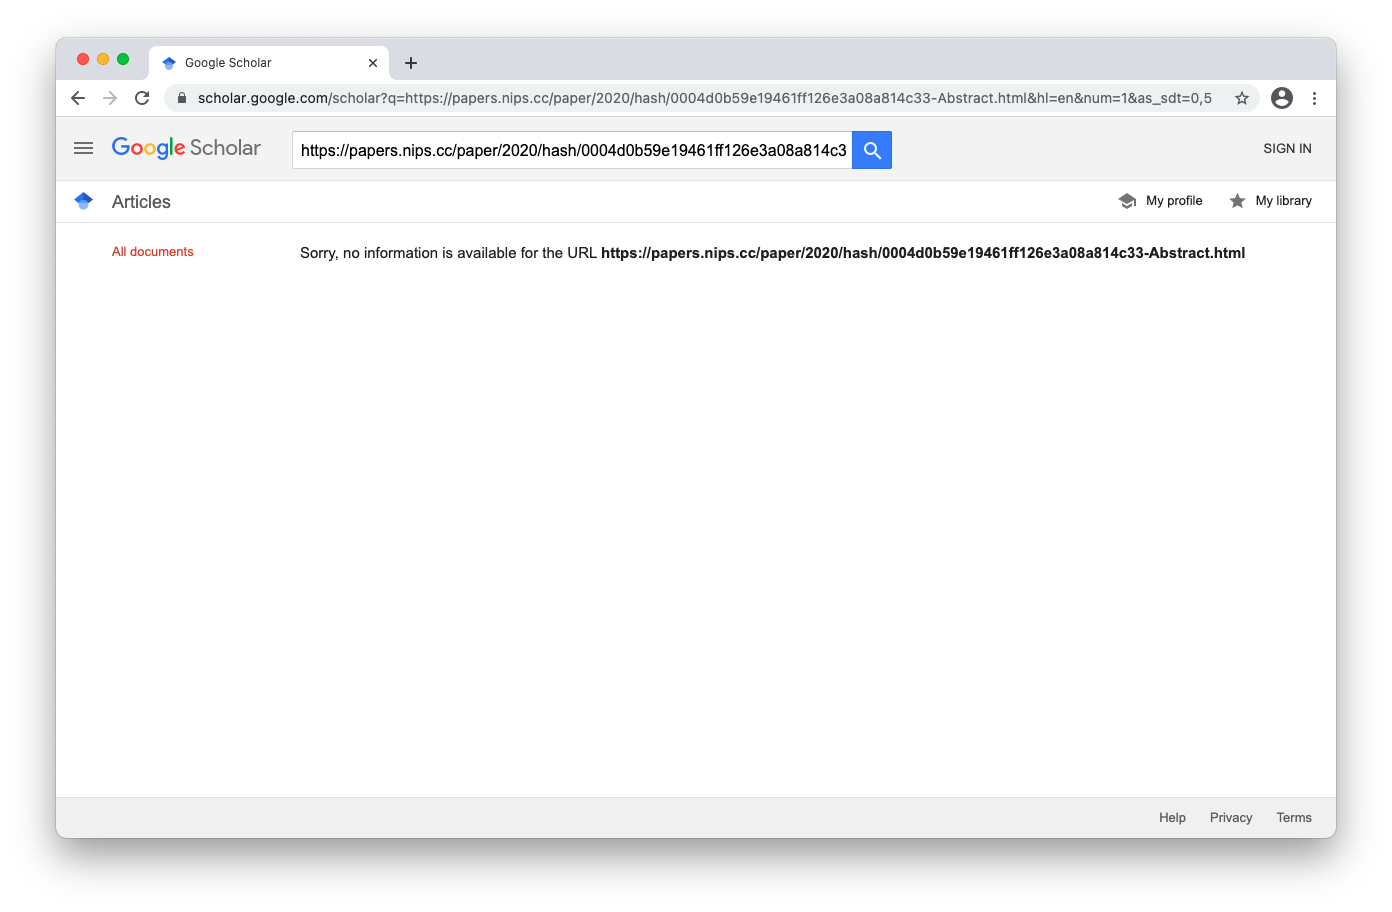 Google Scholar
scholar.google.com/scholar?q=https://papers.nips.cc/paper/2020/hash/0004d0b59e19461ff126e3a08a814c33-Abstract.html&hl=en&num=1&as_sdt=0,5
Google Scholar
https://papers.nips.cc/paper/2020/hash/0004d0b59e19461ff126e3a08a814c3
SIGN IN
Articles
My profile
My library
All documents
Sorry, no information is available for the URL https://papers.nips.cc/paper/2020/hash/0004d0b59e19461ff126e3a08a814c33-Abstract.html
Help
Privacy
Terms